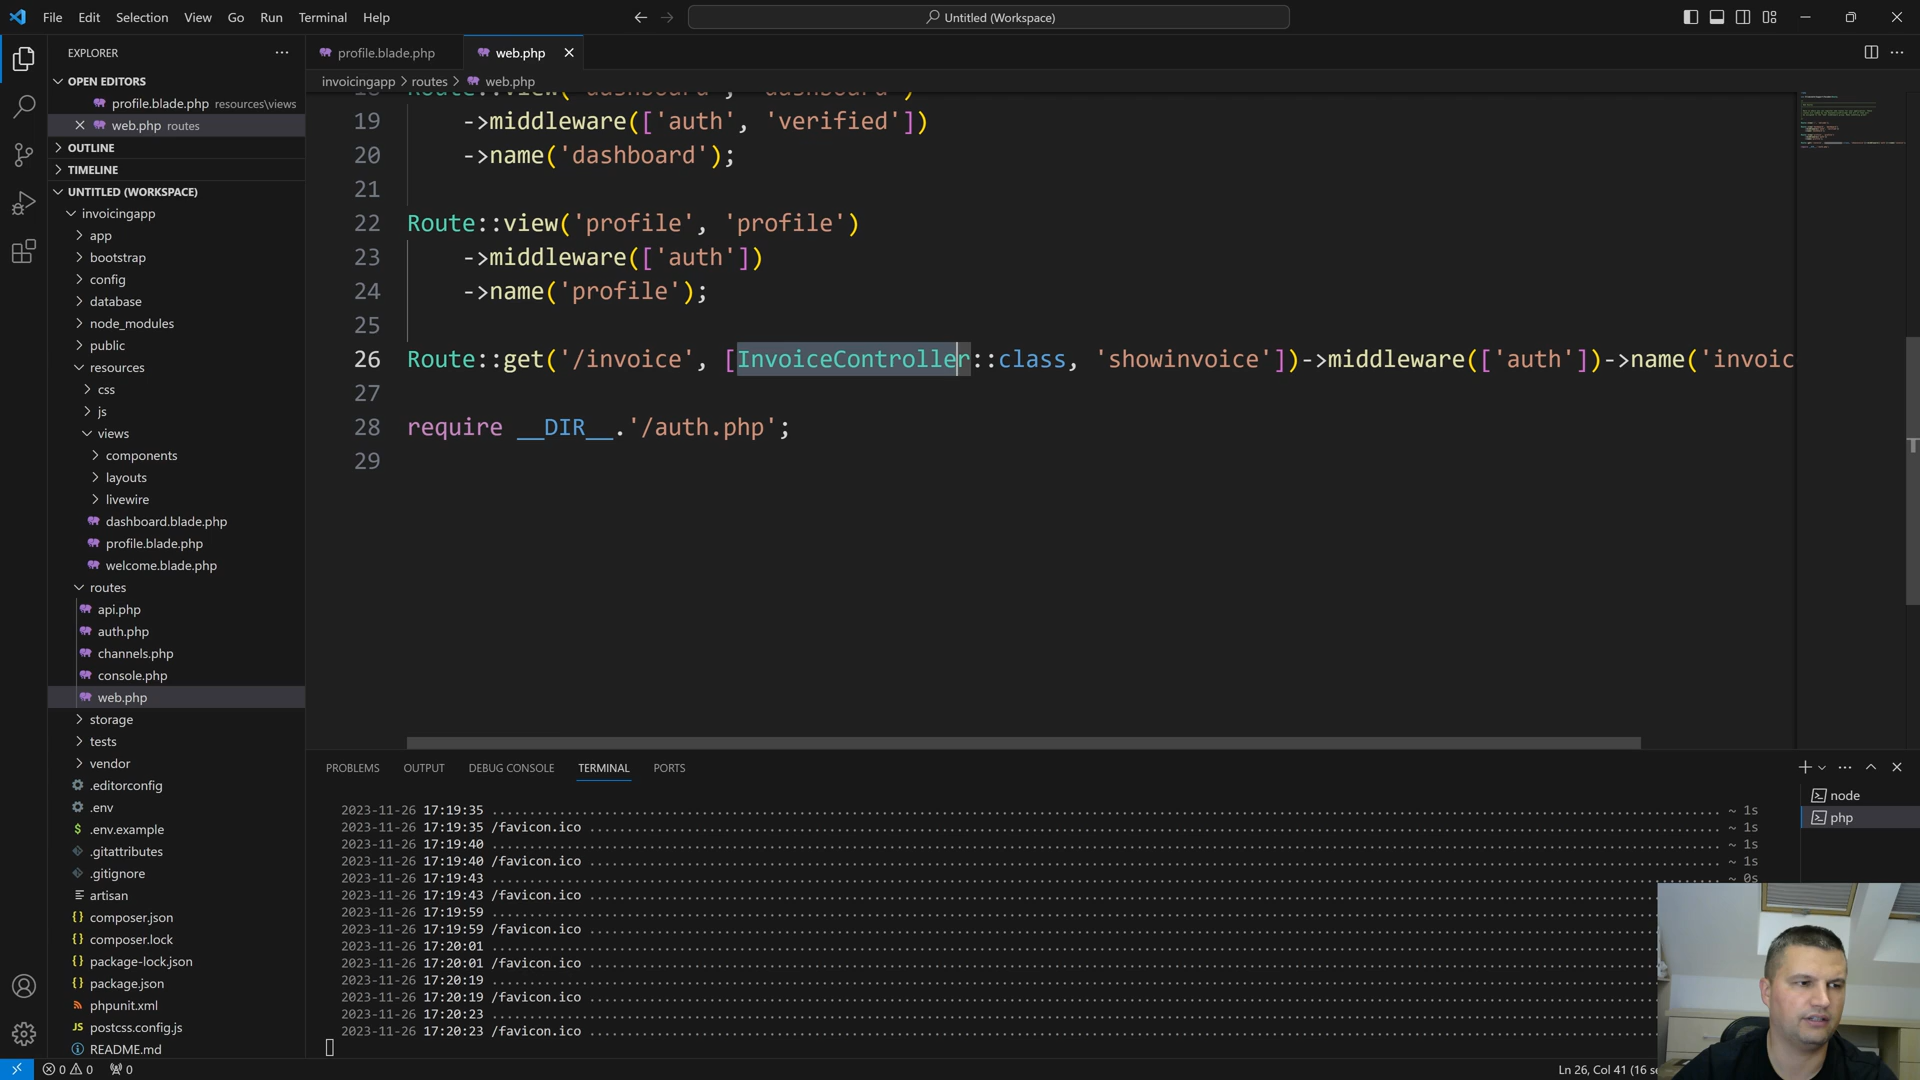 File Edit Selection View Go Run Terminal Help
Untitled (Workspace)
EXPLORER
OPEN EDITORS
profile.blade.php resources\views
web.php routes
OUTLINE
TIMELINE
UNTITLED (WORKSPACE)
invoicingapp
app
bootstrap
config
database
node_modules
public
resources
css
js
views
components
layouts
livewire
dashboard.blade.php
profile.blade.php
welcome.blade.php
routes
api.php
auth.php
channels.php
console.php
web.php
storage
tests
vendor
.editorconfig
.env
.env.example
.gitattributes
.gitignore
artisan
composer.json
composer.lock
package-lock.json
package.json
phpunit.xml
postcss.config.js
README.md
profile.blade.php
web.php
invoicingapp > routes > web.php
18 Route::view('dashboard', 'dashboard')
19 ->middleware(['auth', 'verified'])
20 ->name('dashboard');
21
22 Route::view('profile', 'profile')
23 ->middleware(['auth'])
24 ->name('profile');
25
26 Route::get('/invoice', [InvoiceController::class, 'showinvoice'])->middleware(['auth'])->name('invoic
27
28 require __DIR__.'/auth.php';
29
PROBLEMS OUTPUT DEBUG CONSOLE TERMINAL PORTS
2023-11-26 17:19:35 ~ 1s
2023-11-26 17:19:35 /favicon.ico ~ 1s
2023-11-26 17:19:40 ~ 1s
2023-11-26 17:19:40 /favicon.ico ~ 1s
2023-11-26 17:19:43 ~ 0s
2023-11-26 17:19:43 /favicon.ico
2023-11-26 17:19:59
2023-11-26 17:19:59 /favicon.ico
2023-11-26 17:20:01
2023-11-26 17:20:01 /favicon.ico
2023-11-26 17:20:19
2023-11-26 17:20:19 /favicon.ico
2023-11-26 17:20:23
2023-11-26 17:20:23 /favicon.ico
node
php
0 0 0
Ln 26, Col 41 (16 se